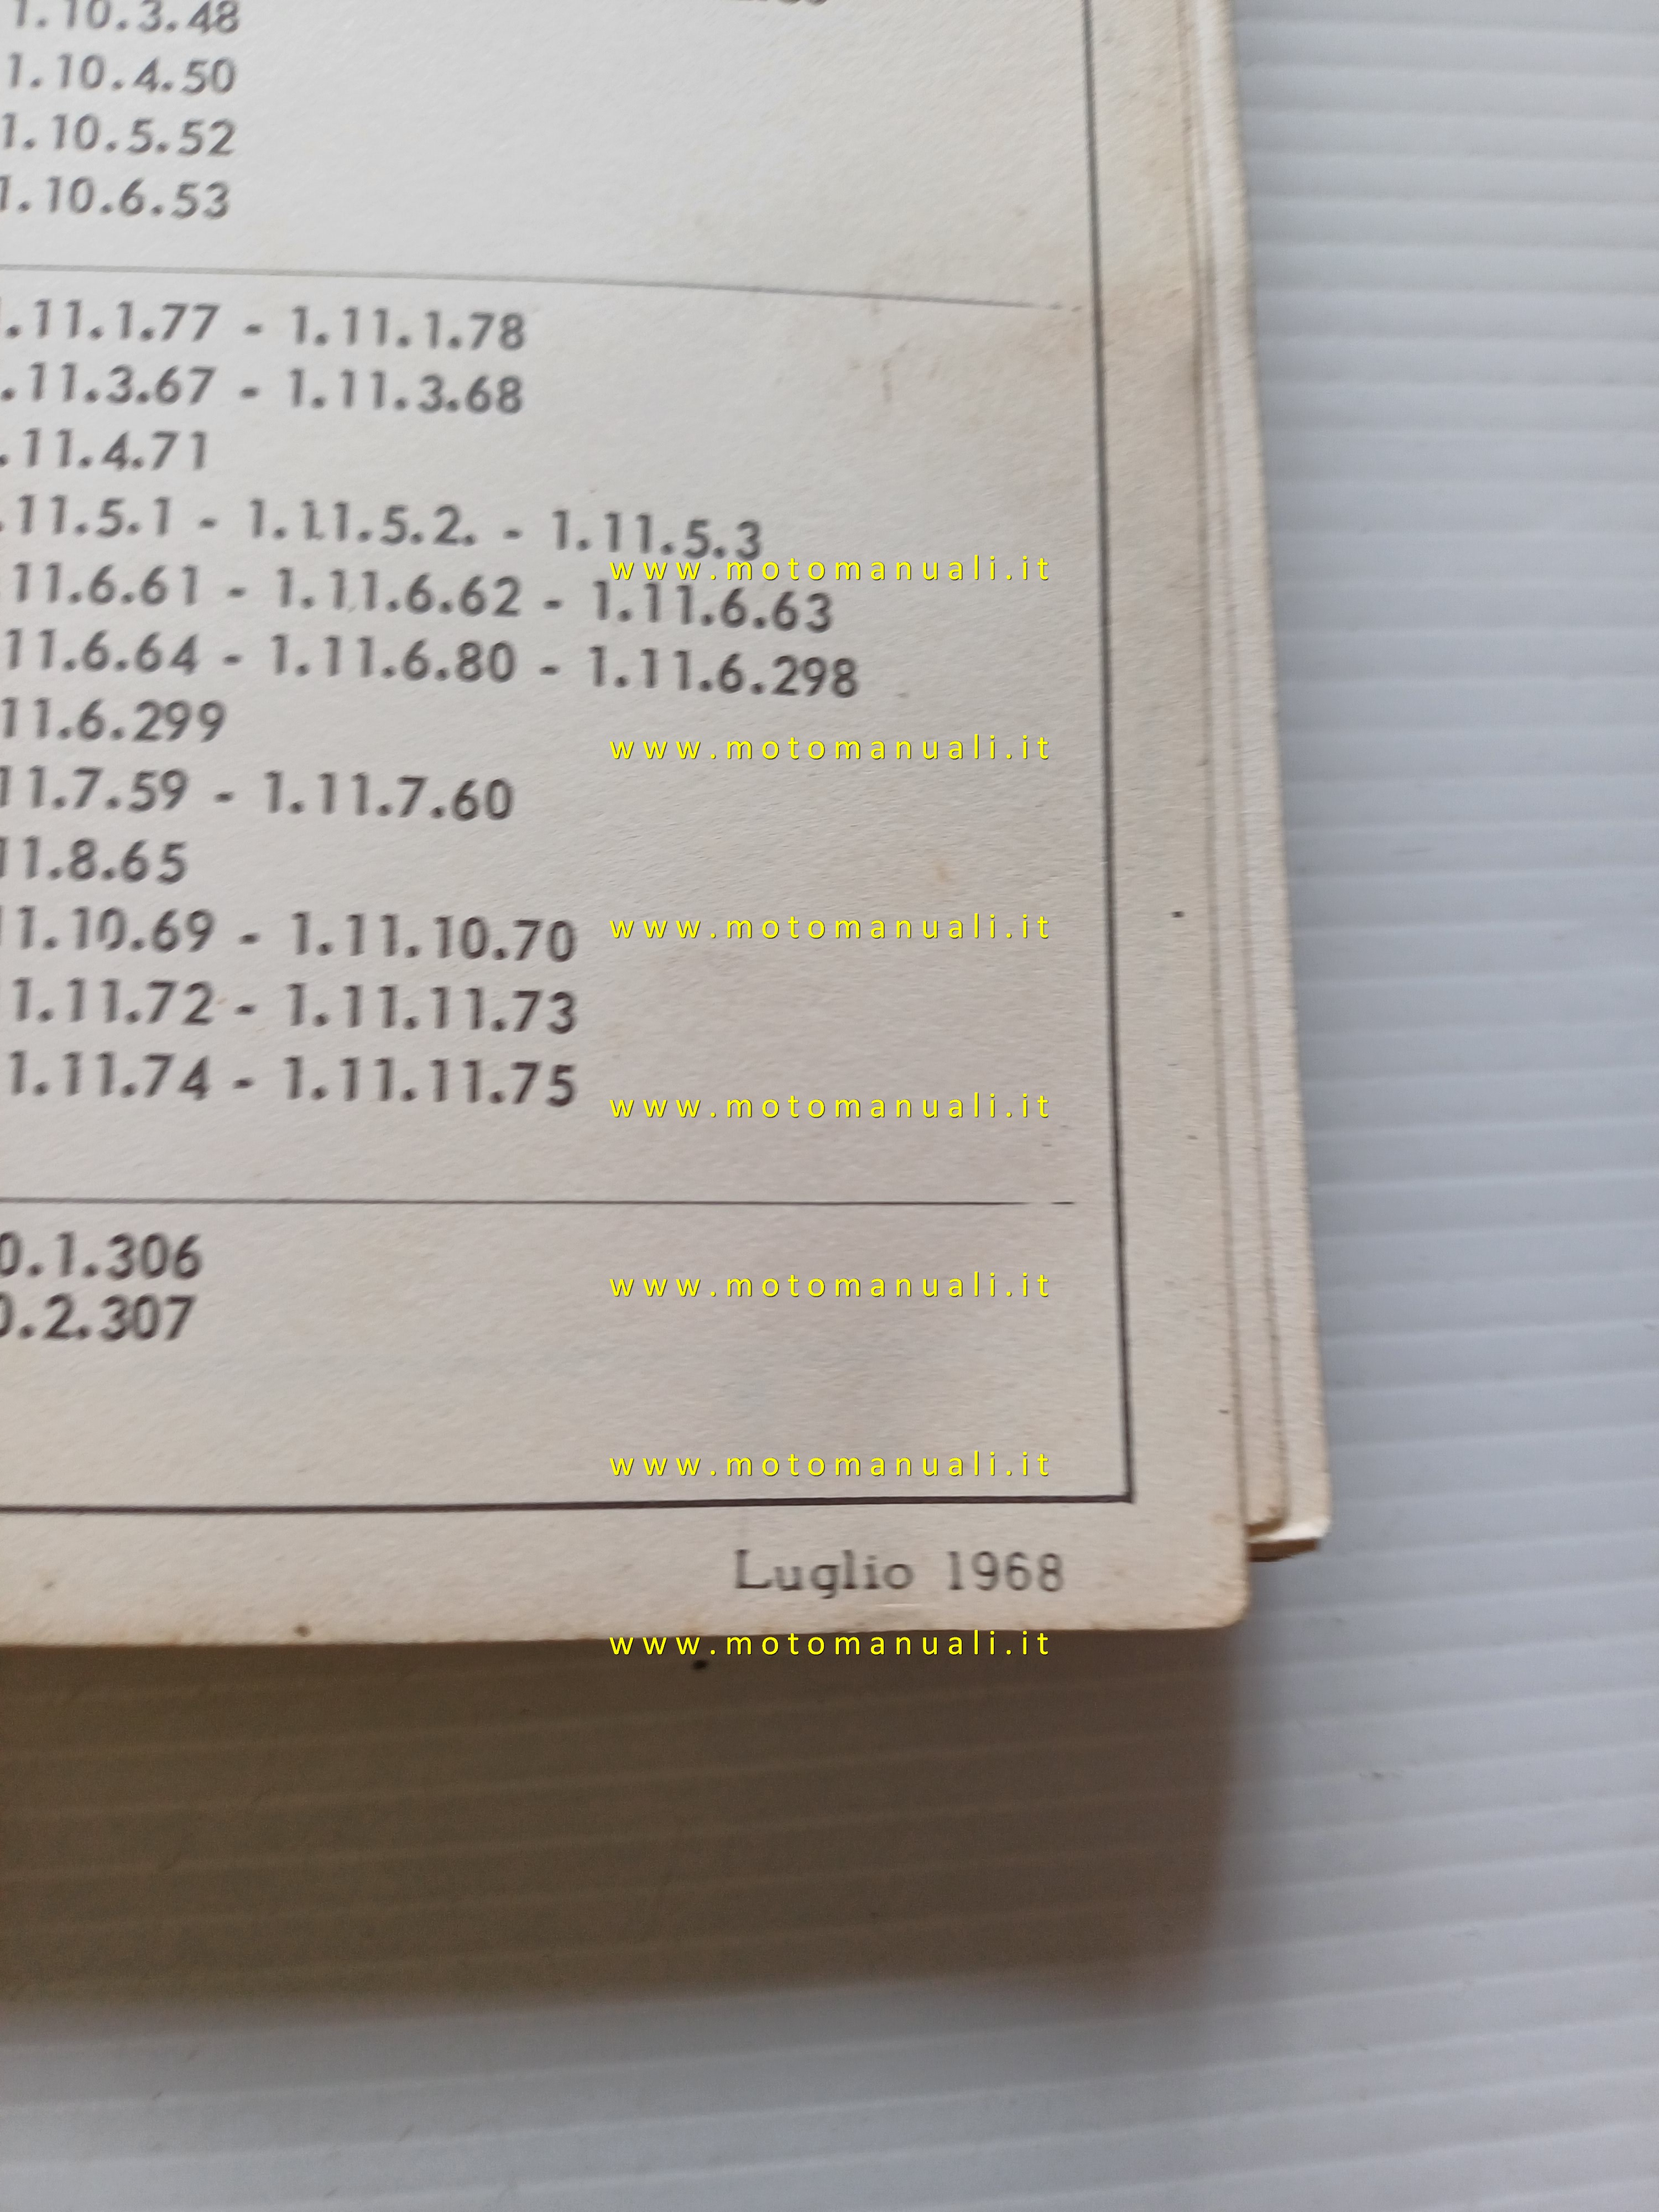 1.10.3.48
1.10.4.50
1.10.5.52
1.10.6.53
.11.1.77 - 1.11.1.78
.11.3.67 - 1.11.3.68
.11.4.71
.11.5.1 - 1.11.5.2. - 1.11.5.3
www.motomanuali.it
11.6.61 - 1.11.6.62 - 1.11.6.63
11.6.64 - 1.11.6.80 - 1.11.6.298
11.6.299
www.motomanuali.it
11.7.59 - 1.11.7.60
11.8.65
11.10.69 - 1.11.10.70
www.motomanuali.it
1.11.72 - 1.11.11.73
1.11.74 - 1.11.11.75
www.motomanuali.it
0.1.306
www.motomanuali.it
0.2.307
www.motomanuali.it
Luglio 1968
www.motomanuali.it